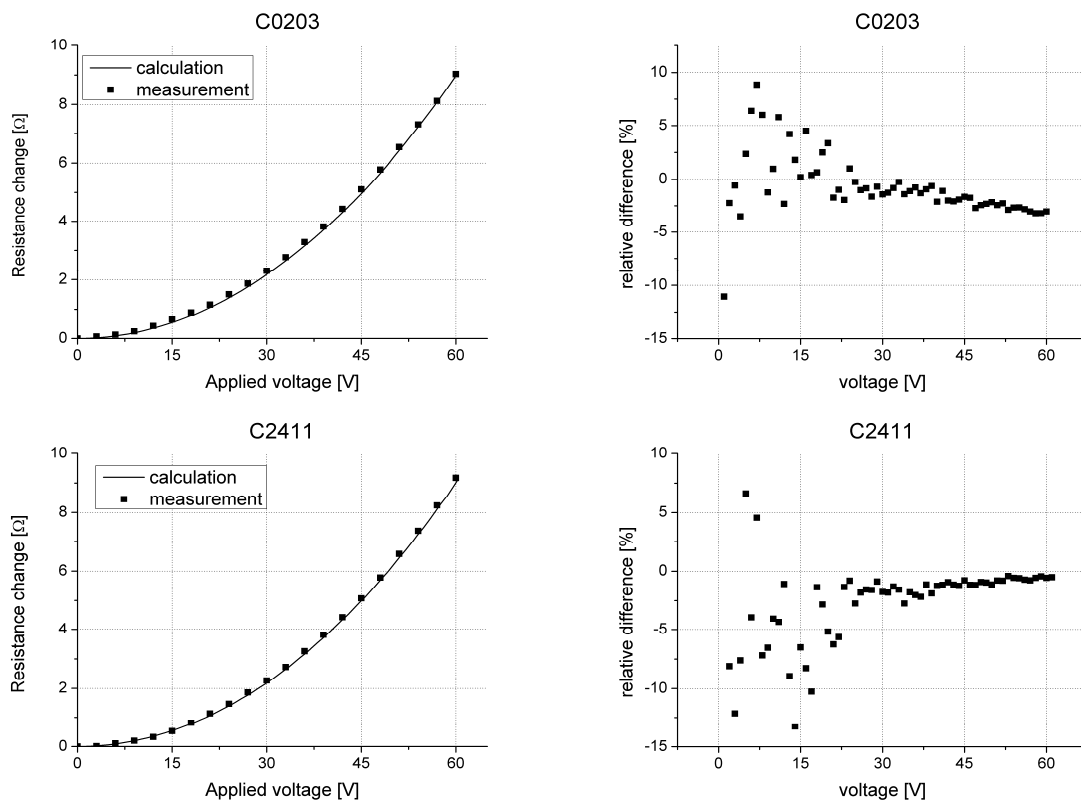 C0203
10
8
6
4
2
0
Resistance change [Ω]
calculation
measurement
0 15 30 45 60
Applied voltage [V]
C0203
10
5
0
-5
-10
-15
relative difference [%]
0 15 30 45 60
voltage [V]
C2411
10
8
6
4
2
0
Resistance change [Ω]
calculation
measurement
0 15 30 45 60
Applied voltage [V]
C2411
10
5
0
-5
-10
-15
relative difference [%]
0 15 30 45 60
voltage [V]